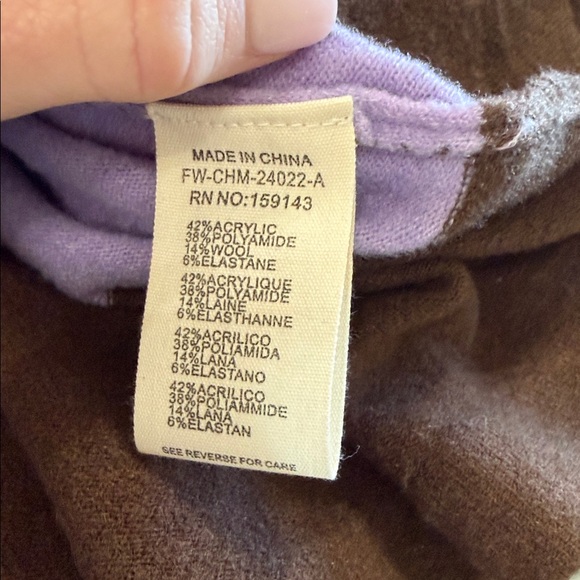 MADE IN CHINA
FW-CHM-24022-A
RN NO:159143
42%ACRYLIC
38%POLYAMIDE
14%WOOL
6%ELASTANE
42%ACRYLIQUE
38%POLYAMIDE
14%LAINE
6%ELASTHANNE
42%ACRILICO
38%POLIAMIDA
14%LANA
6%ELASTANO
42%ACRILICO
38%POLIAMMIDE
14%LANA
6%ELASTAN
SEE REVERSE FOR CARE